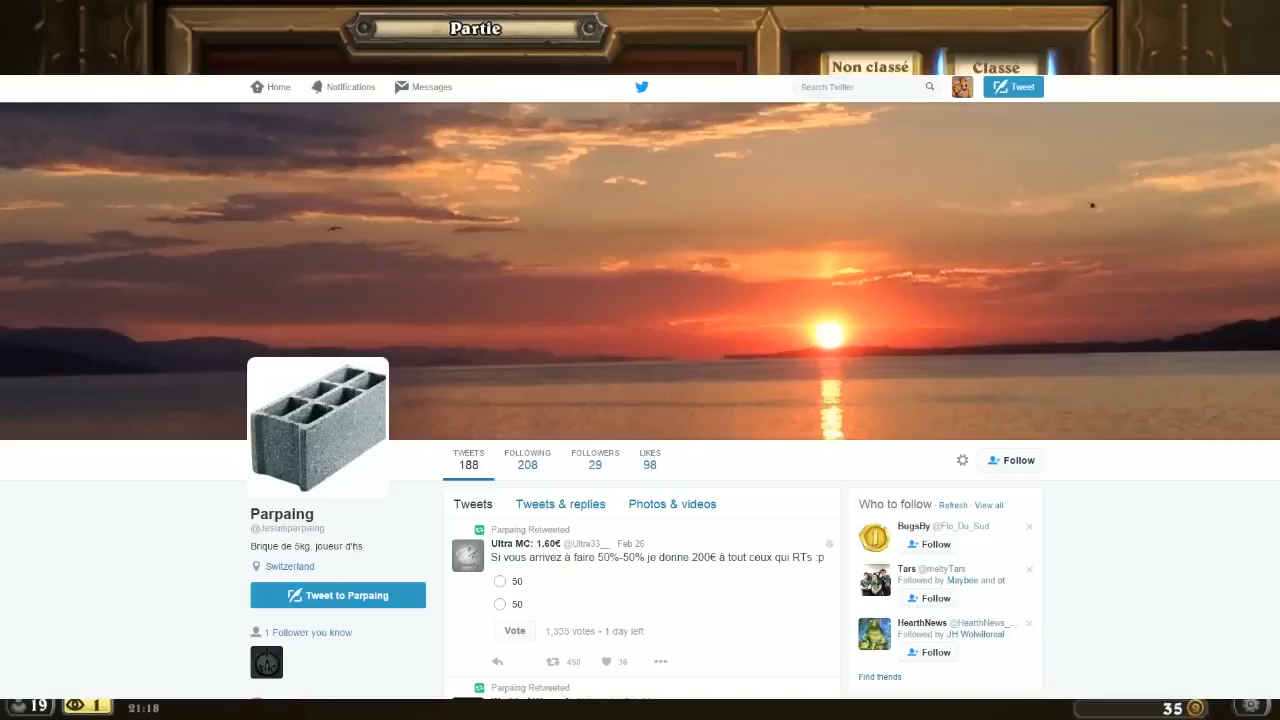 Partie
Non classé
Classé
Home
Notifications
Messages
Search Twitter
Tweet
TWEETS
188
FOLLOWING
208
FOLLOWERS
29
LIKES
98
Follow
Parpaing
@Jesuisparpaing
Brique de 5kg, joueur d'hs
Switzerland
Tweet to Parpaing
1 Follower you know
Tweets
Tweets & replies
Photos & videos
Parpaing Retweeted
Ultra MC: 1.60€ @Ultra33__ · Feb 26
Si vous arrivez à faire 50%-50% je donne 200€ à tout ceux qui RTs :p
50
50
Vote
1,335 votes • 1 day left
458
36
Parpaing Retweeted
Who to follow · Refresh · View all
BugsBy @Flo_Du_Sud
Follow
Tars @meltyTars
Followed by Maybee and ot...
Follow
HearthNews @HearthNews_...
Followed by JH Wolwiloreal...
Follow
Find friends
19
1
21:18
35